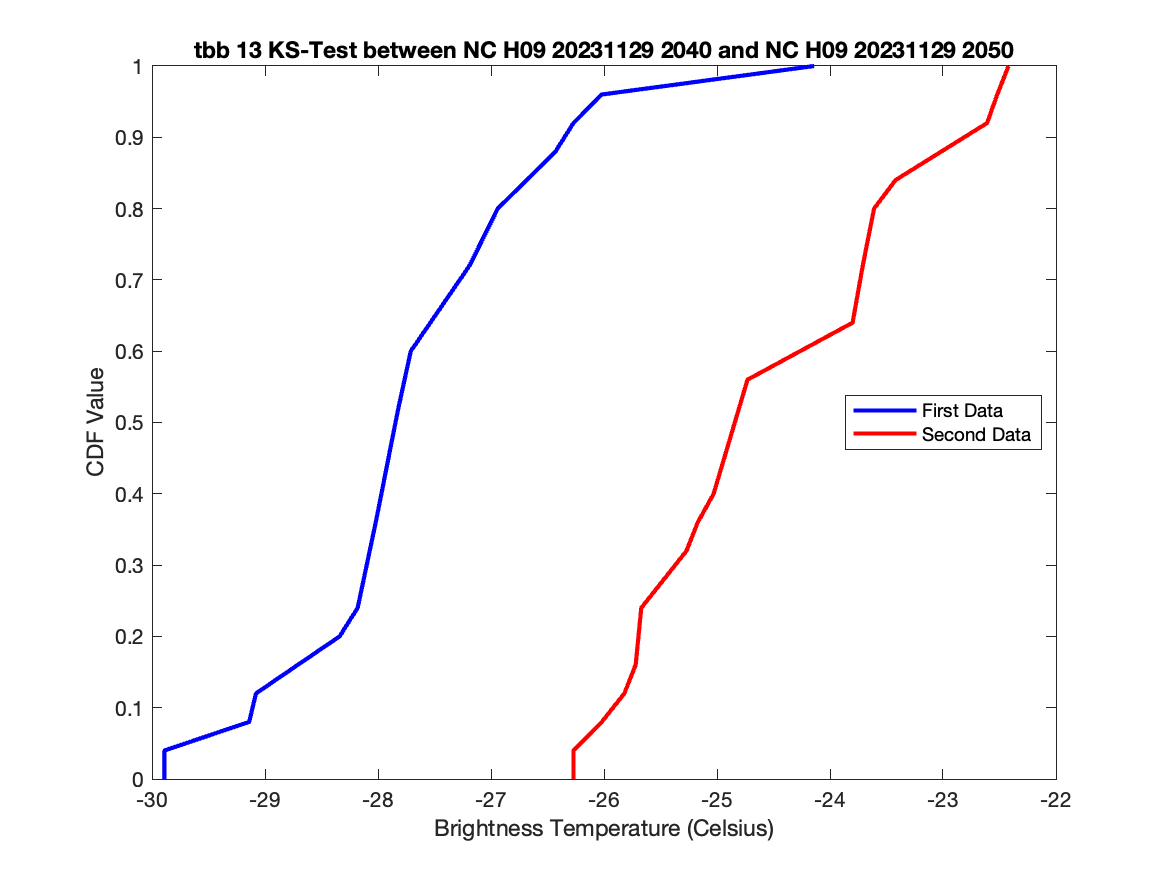 tbb 13 KS-Test between NC H09 20231129 2040 and NC H09 20231129 2050
1
0.9
0.8
0.7
0.6
0.5
0.4
0.3
0.2
0.1
0
CDF Value
First Data
Second Data
-30 -29 -28 -27 -26 -25 -24 -23 -22
Brightness Temperature (Celsius)